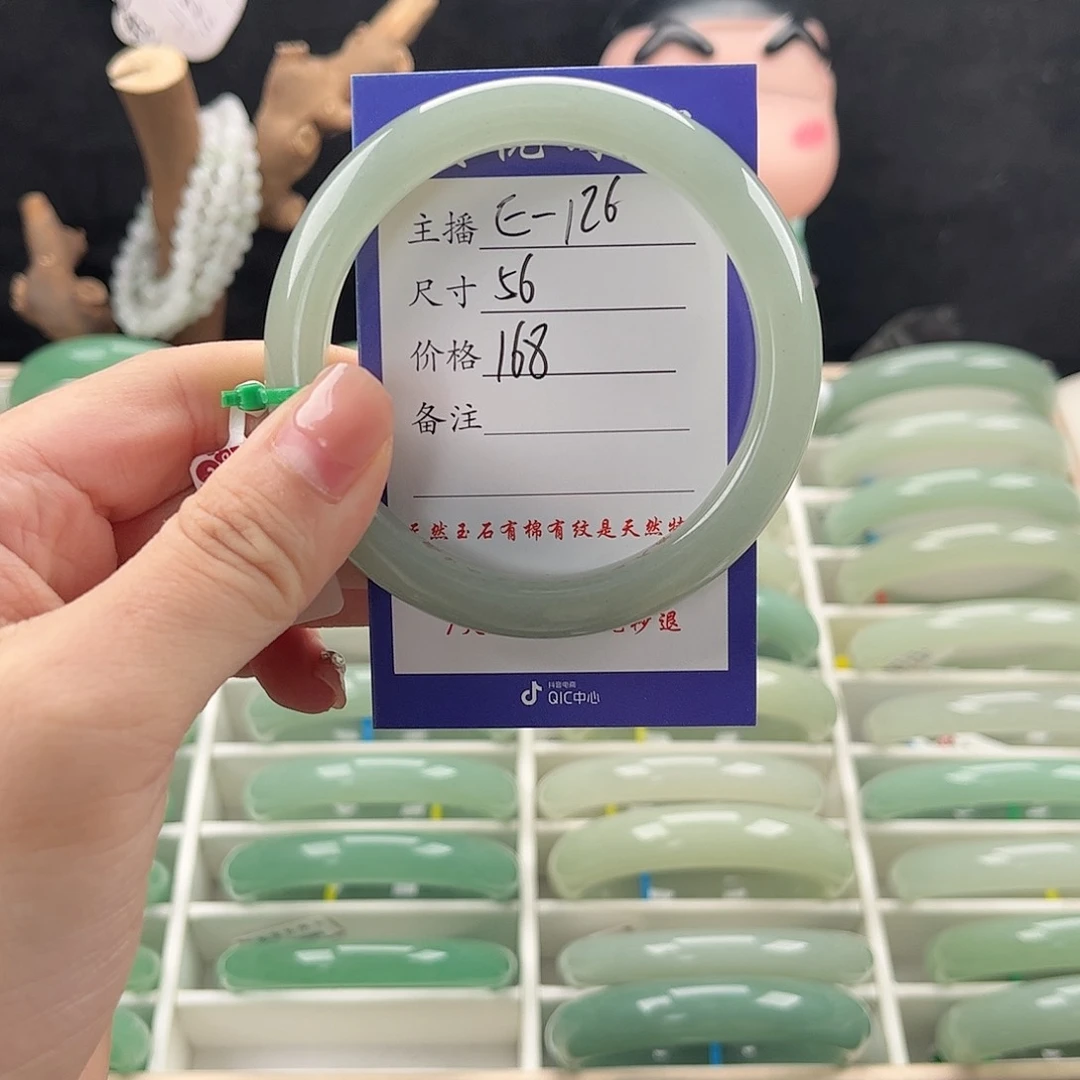 主播 E-126
尺寸 56
价格 168
备注
然玉石有棉有纹是天然
退
抖音电商
QIC中心